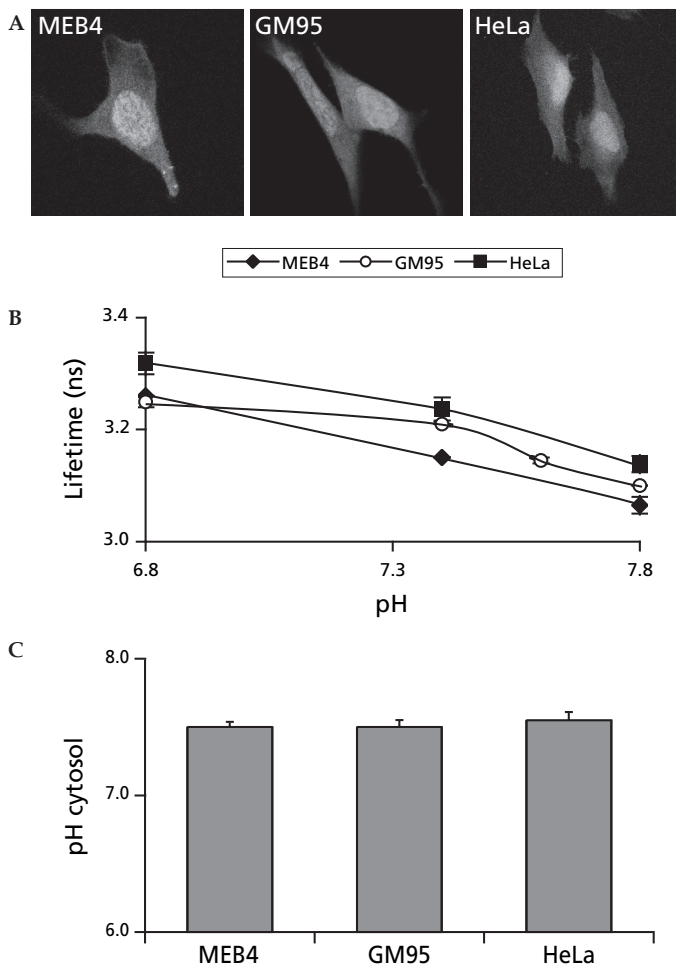 A
MEB4
GM95
HeLa
MEB4 GM95 HeLa
B
3.4
3.2
3.0
Lifetime (ns)
6.8 7.3 7.8
pH
C
8.0
7.0
6.0
pH cytosol
MEB4 GM95 HeLa